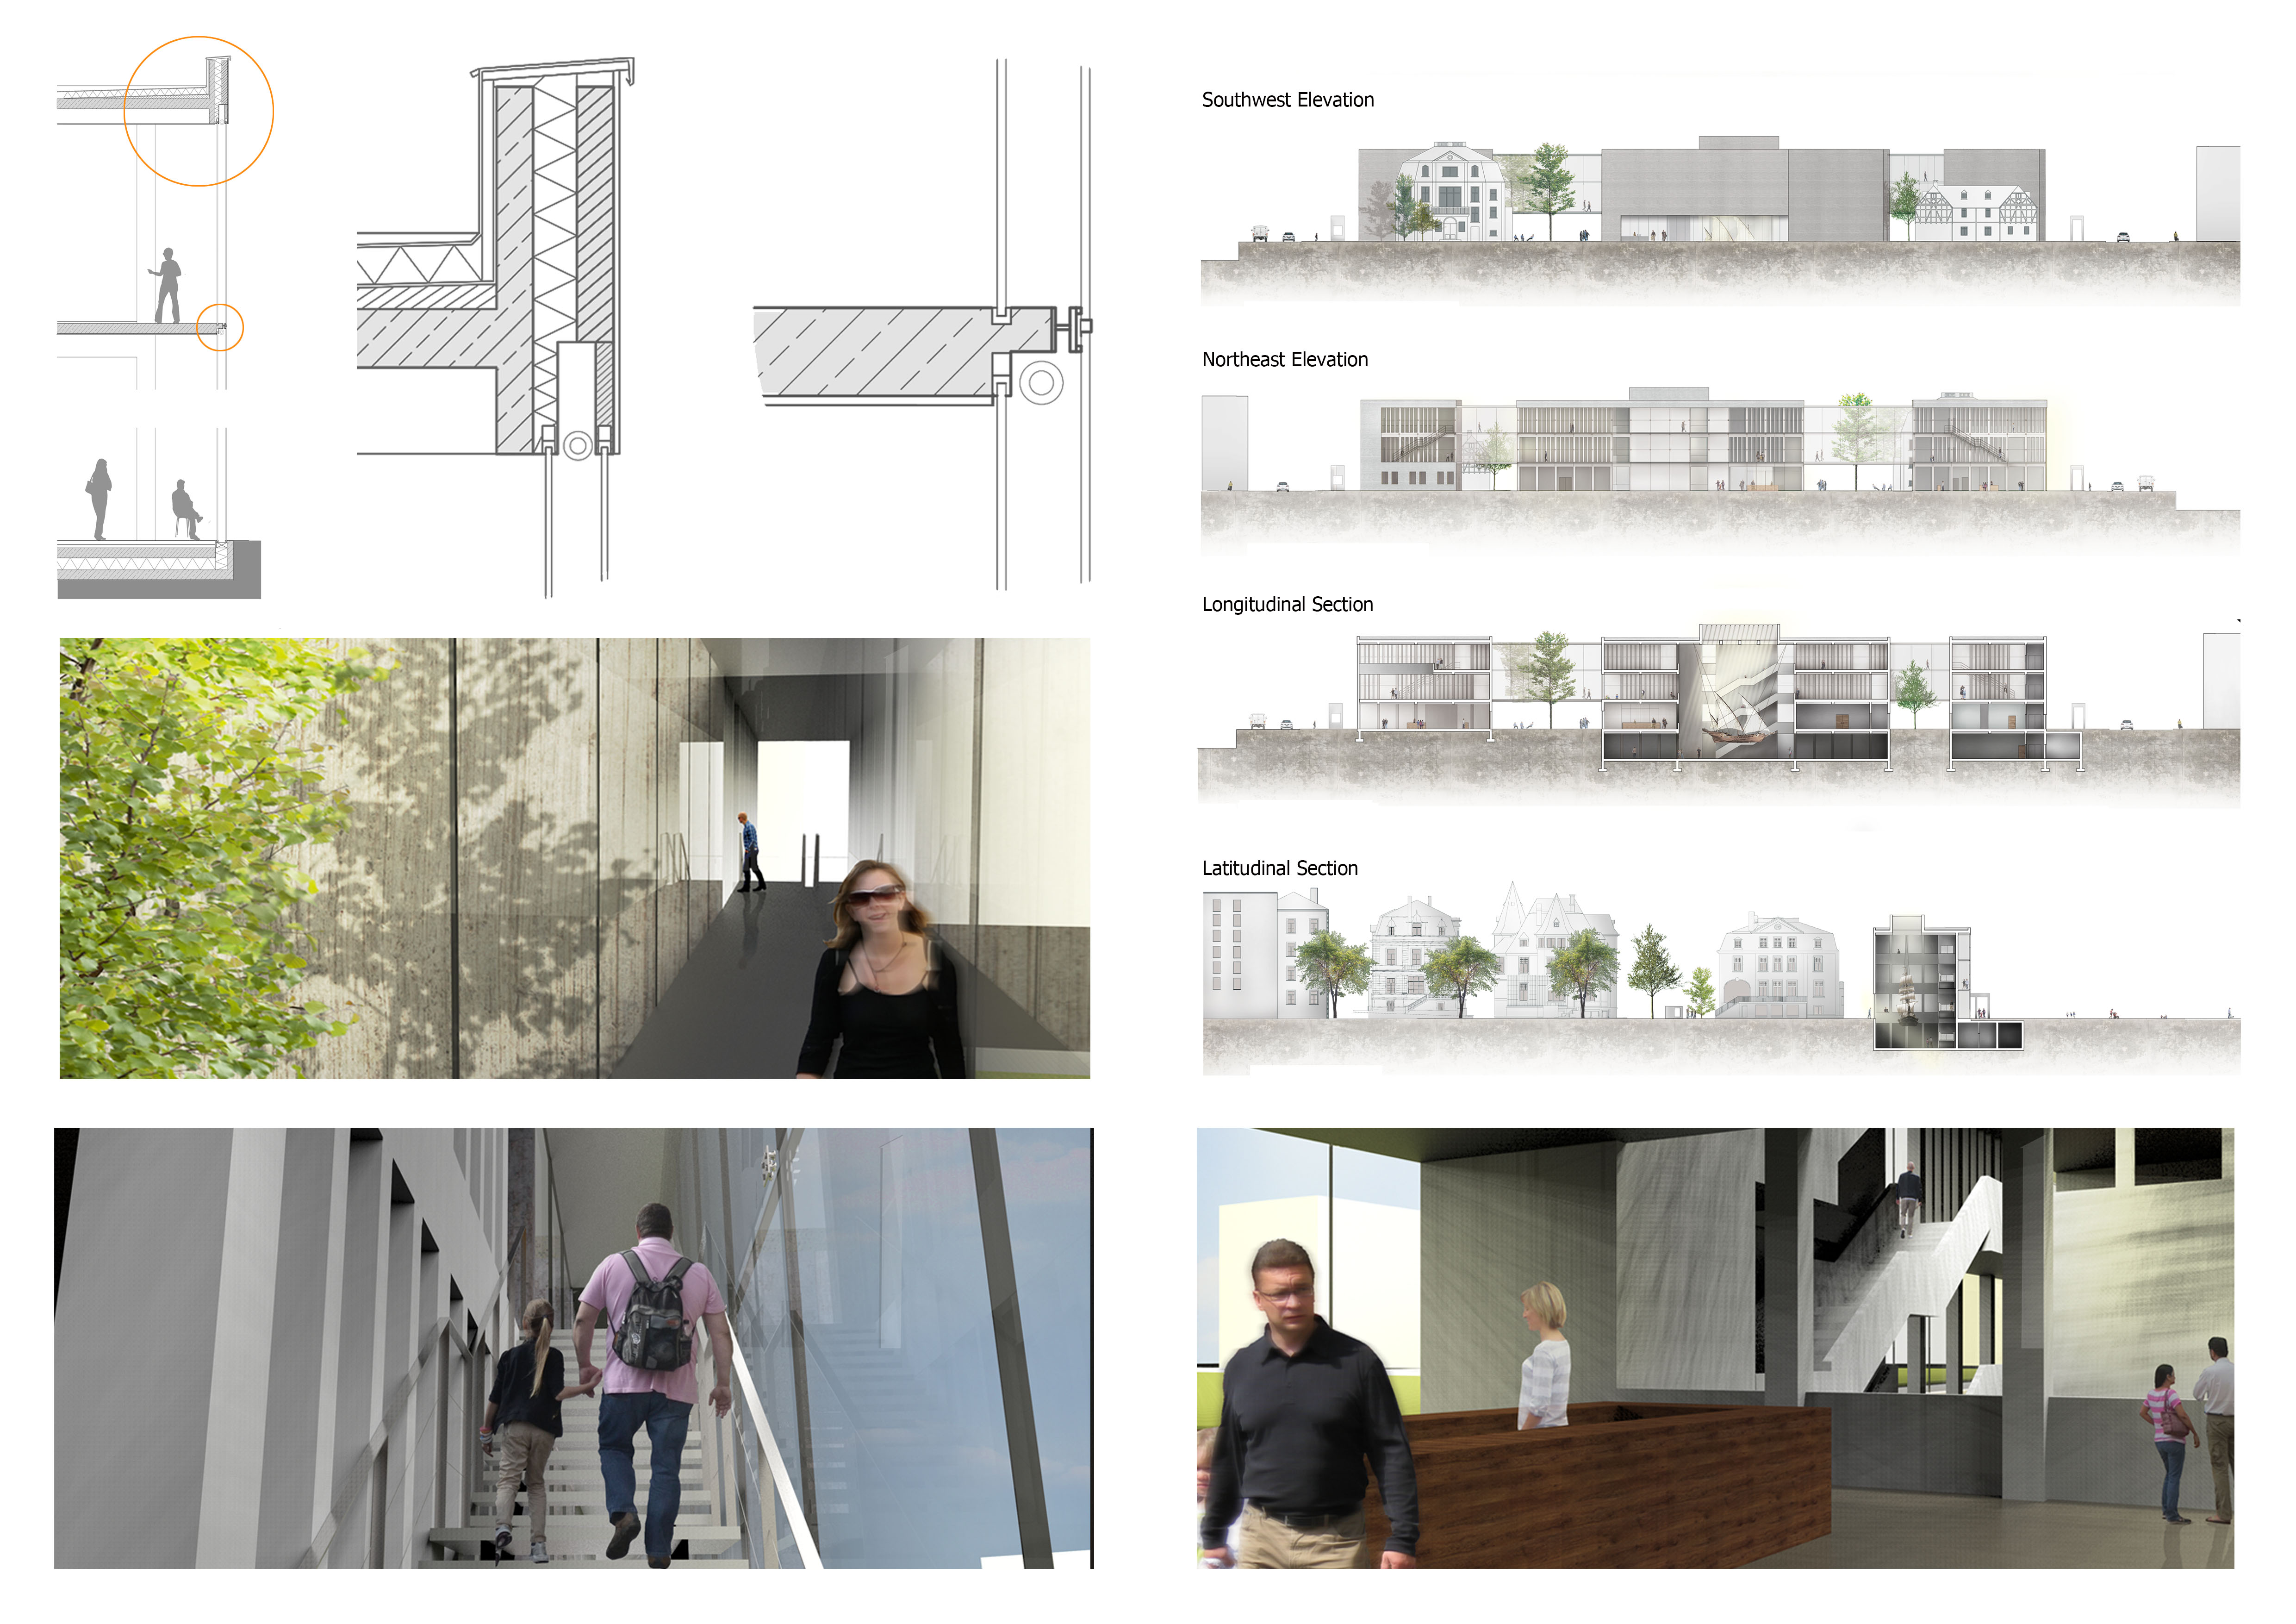 Southwest Elevation
Northeast Elevation
Longitudinal Section
Latitudinal Section